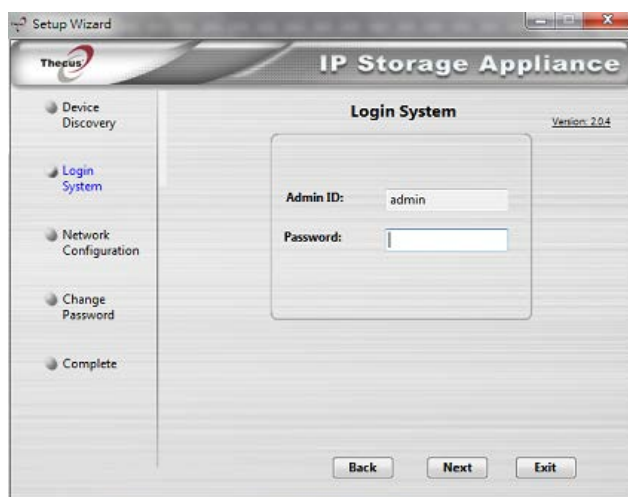 Setup Wizard
Thecus
IP Storage Appliance
Device
Discovery
Login
System
Network
Configuration
Change
Password
Complete
Login System
Version: 2.0.4
Admin ID:
admin
Password:
Back
Next
Exit